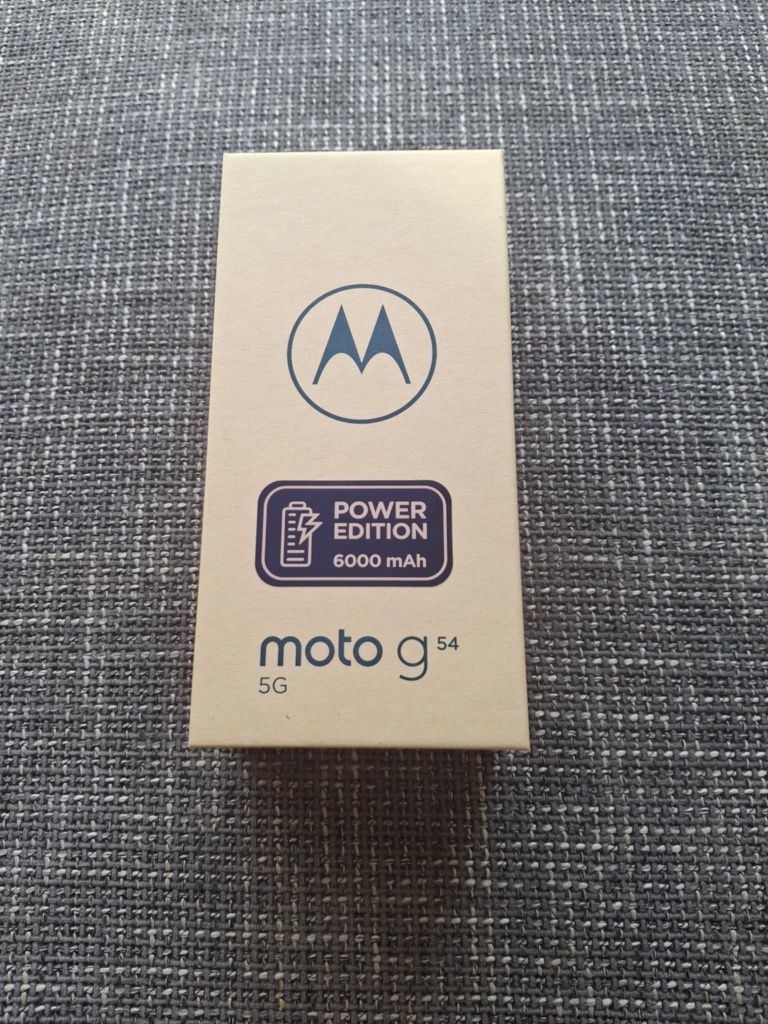 POWER
EDITION
6000 mAh
moto g 54
5G